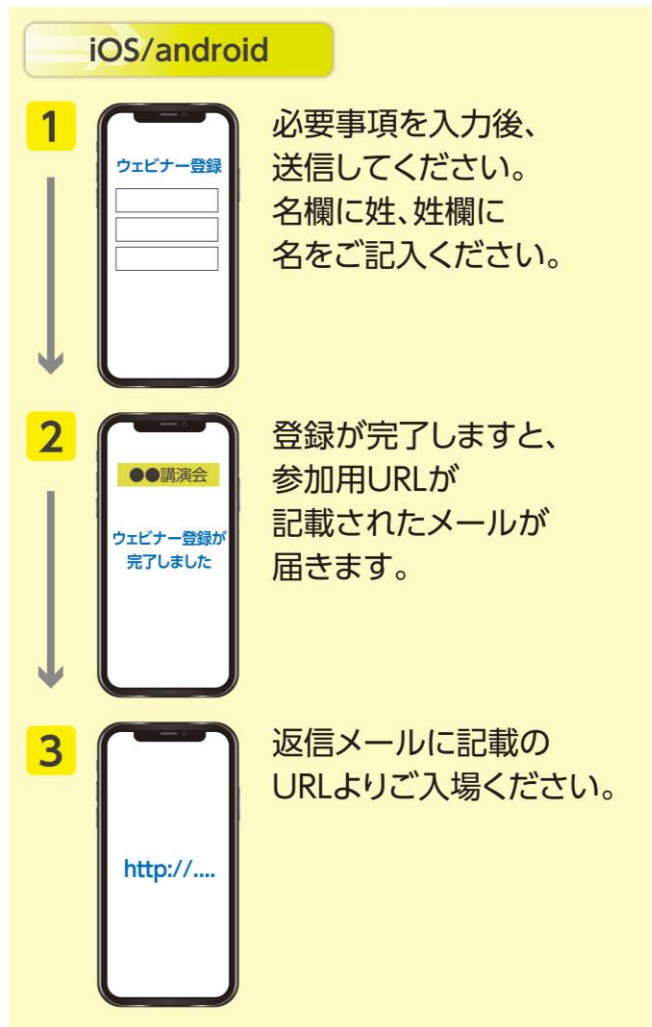 iOS/android
1
ウェビナー登録
必要事項を入力後、
送信してください。
名欄に姓、姓欄に
名をご記入ください。
2
●●講演会
ウェビナー登録が
完了しました
登録が完了しますと、
参加用URLが
記載されたメールが
届きます。
3
http://....
返信メールに記載の
URLよりご入場ください。